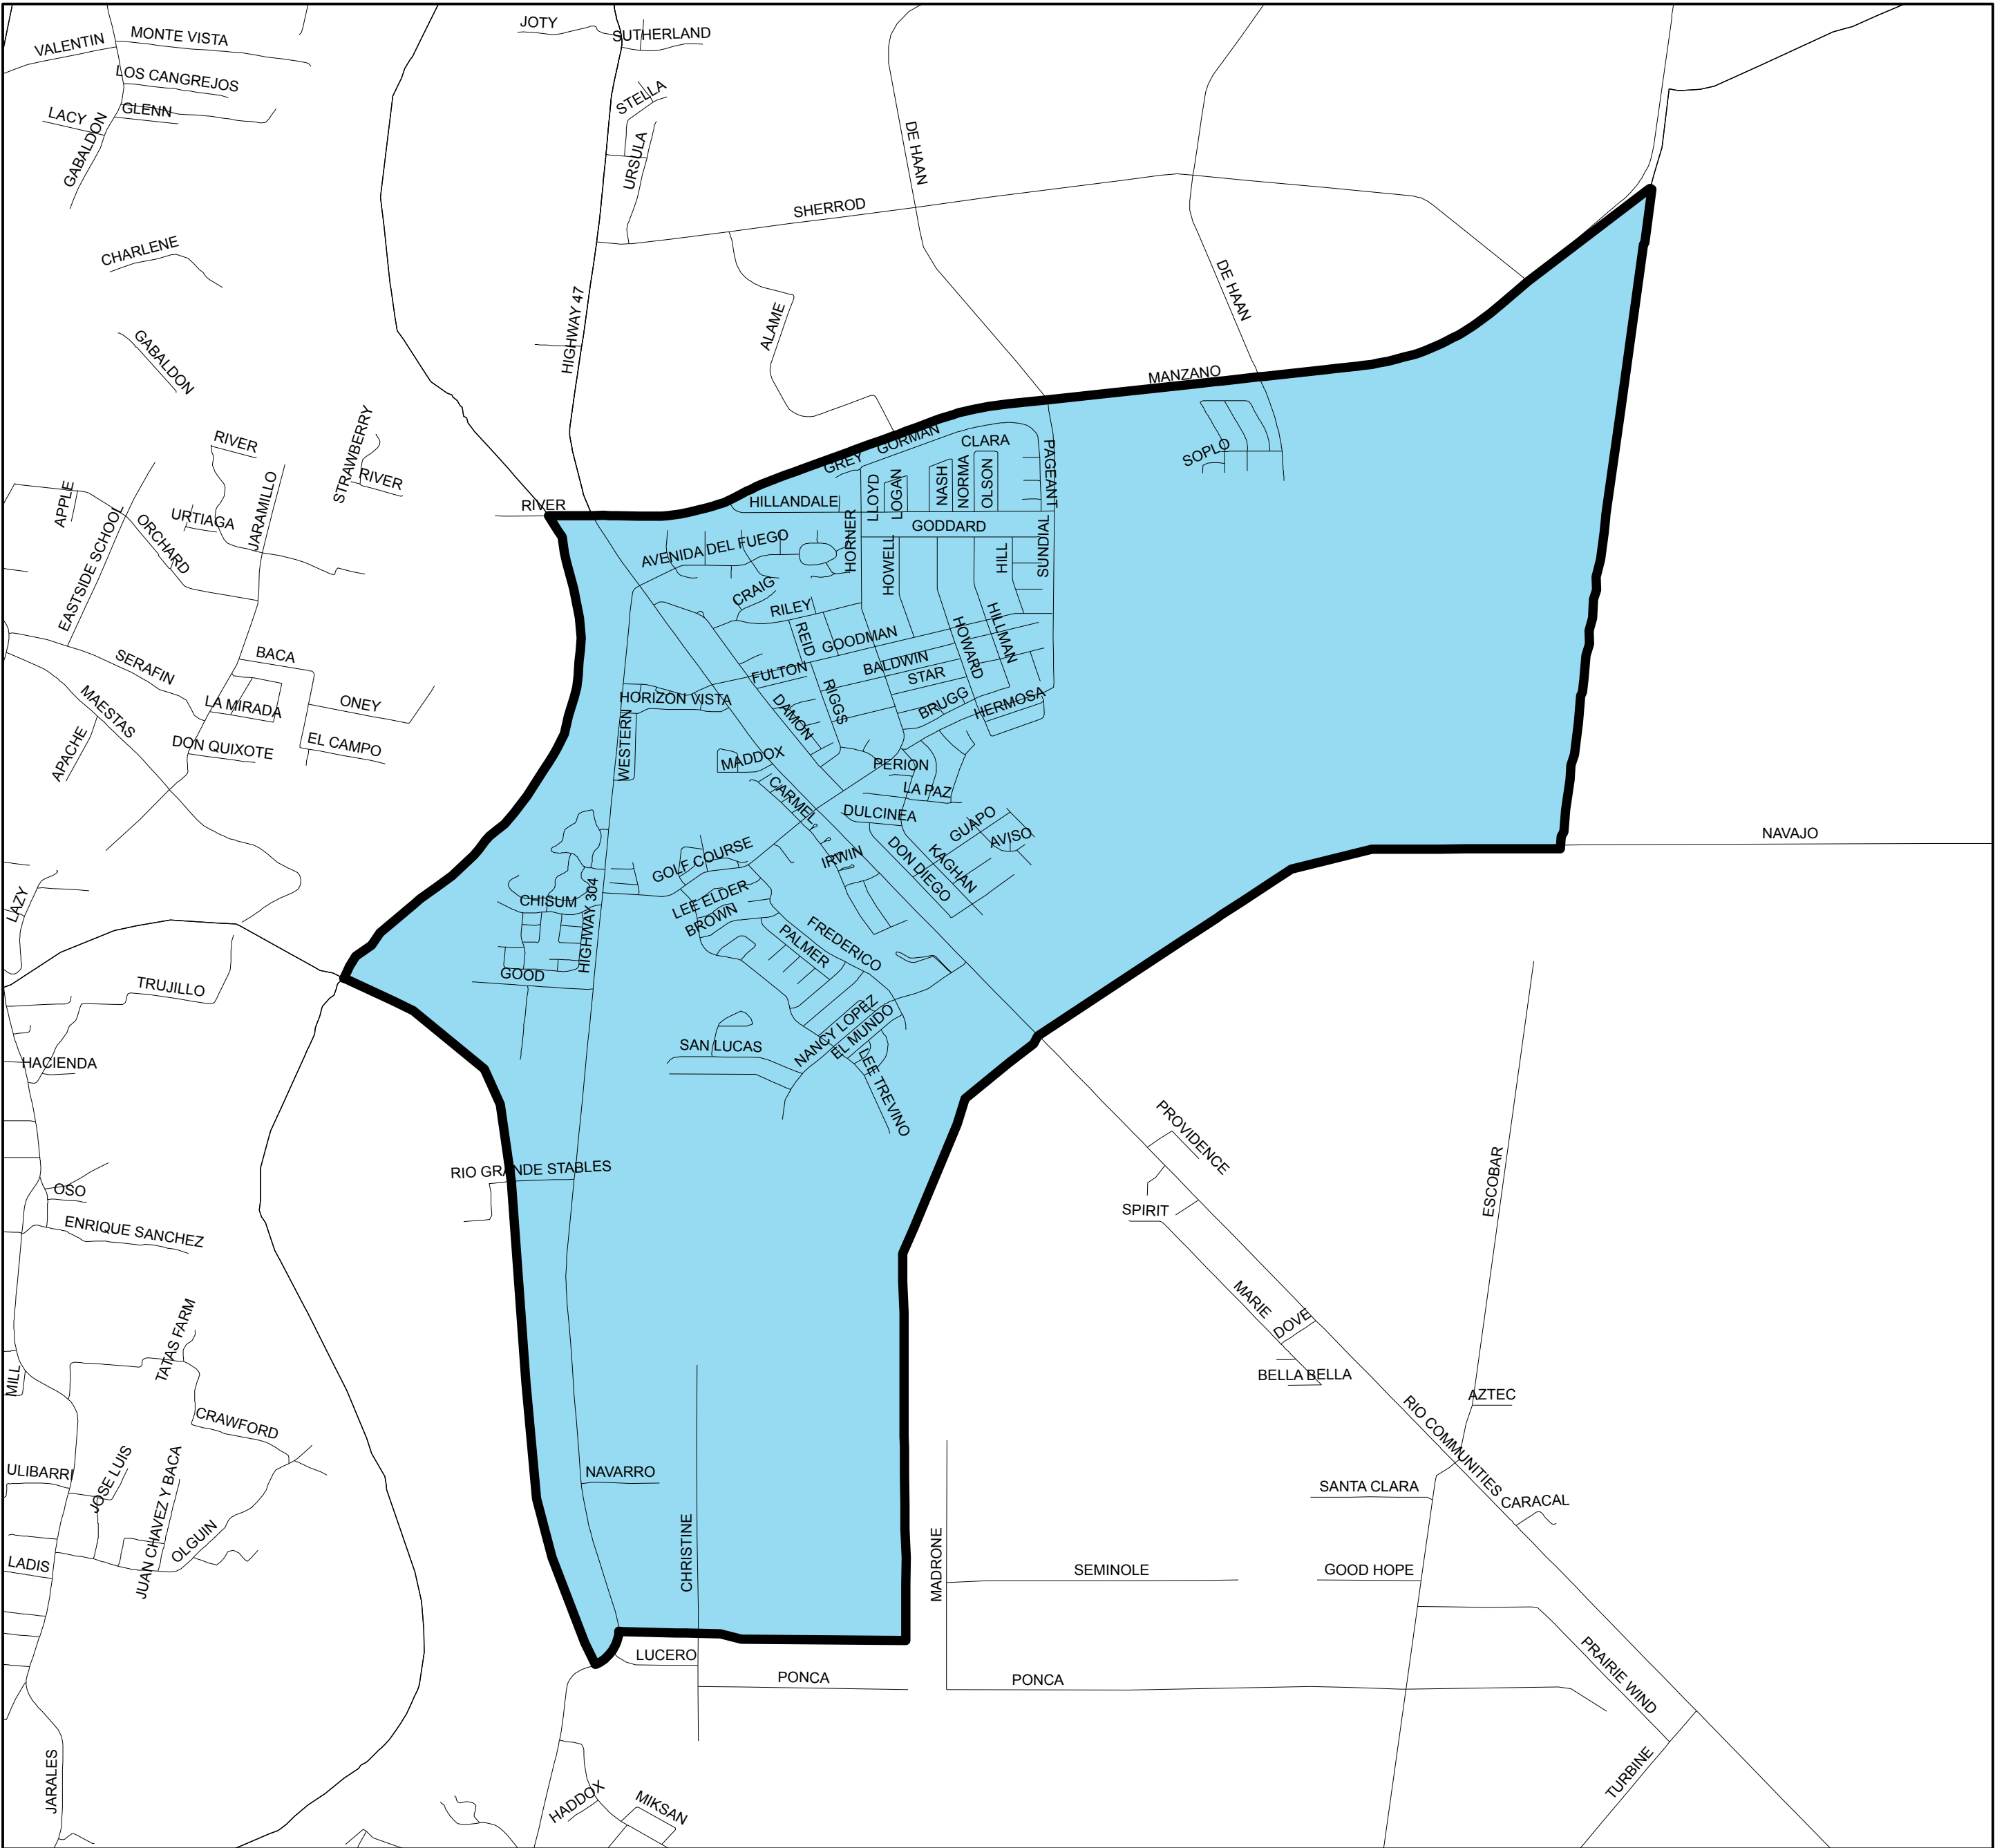 JOTY
SUTHERLAND
MONTE VISTA
VALENTIN
LOS CANGREJOS
STELLA
LACY
GLENN
GABALDON
URSULA
DE HAAN
SHERROD
CHARLENE
DE HAAN
HIGHWAY 47
ALAME
GABALDON
MANZANO
STRAWBERRY
RIVER
RIVER
GREY
GORMAN
CLARA
PAGEANT
SOPLO
APPLE
JARAMILLO
RIVER
HILLANDALE
LLOYD
LOGAN
NASH
NORMA
OLSON
URTIAGA
ORCHARD
EASTSIDE SCHOOL
GODDARD
AVENIDA DEL FUEGO
HORNER
HOWELL
HILL
SUNDIAL
CRAIG
RILEY
REID
GOODMAN
HOWARD
HILLMAN
BACA
SERAFIN
FULTON
BALDWIN
STAR
MAESTAS
LA MIRADA
ONEY
HORIZON VISTA
RIGGS
DAMON
BRUGG
HERMOSA
APACHE
DON QUIXOTE
EL CAMPO
WESTERN
MADDOX
PERION
CARMEL
LA PAZ
DULCINEA
GUAPO
AVISO
NAVAJO
IRWIN
DON DIEGO
KAGHAN
GOLF COURSE
LAZY
CHISUM
HIGHWAY 304
LEE ELDER
BROWN
FREDERICO
PALMER
GOOD
TRUJILLO
SAN LUCAS
NANCY LOPEZ
EL MUNDO
LEE TREVINO
HACIENDA
PROVIDENCE
RIO GRANDE STABLES
OSO
ESCOBAR
SPIRIT
ENRIQUE SANCHEZ
MARIE
DOVE
TATAS FARM
MILL
BELLA BELLA
AZTEC
RIO COMMUNITIES
CRAWFORD
ULIBARRI
JOSE LUIS
JUAN CHAVEZ Y BACA
NAVARRO
SANTA CLARA
CARACAL
OLGUIN
CHRISTINE
MADRONE
LADIS
SEMINOLE
GOOD HOPE
LUCERO
PONCA
PONCA
PRAIRIE WIND
JARALES
TURBINE
HADDOX
MIKSAN